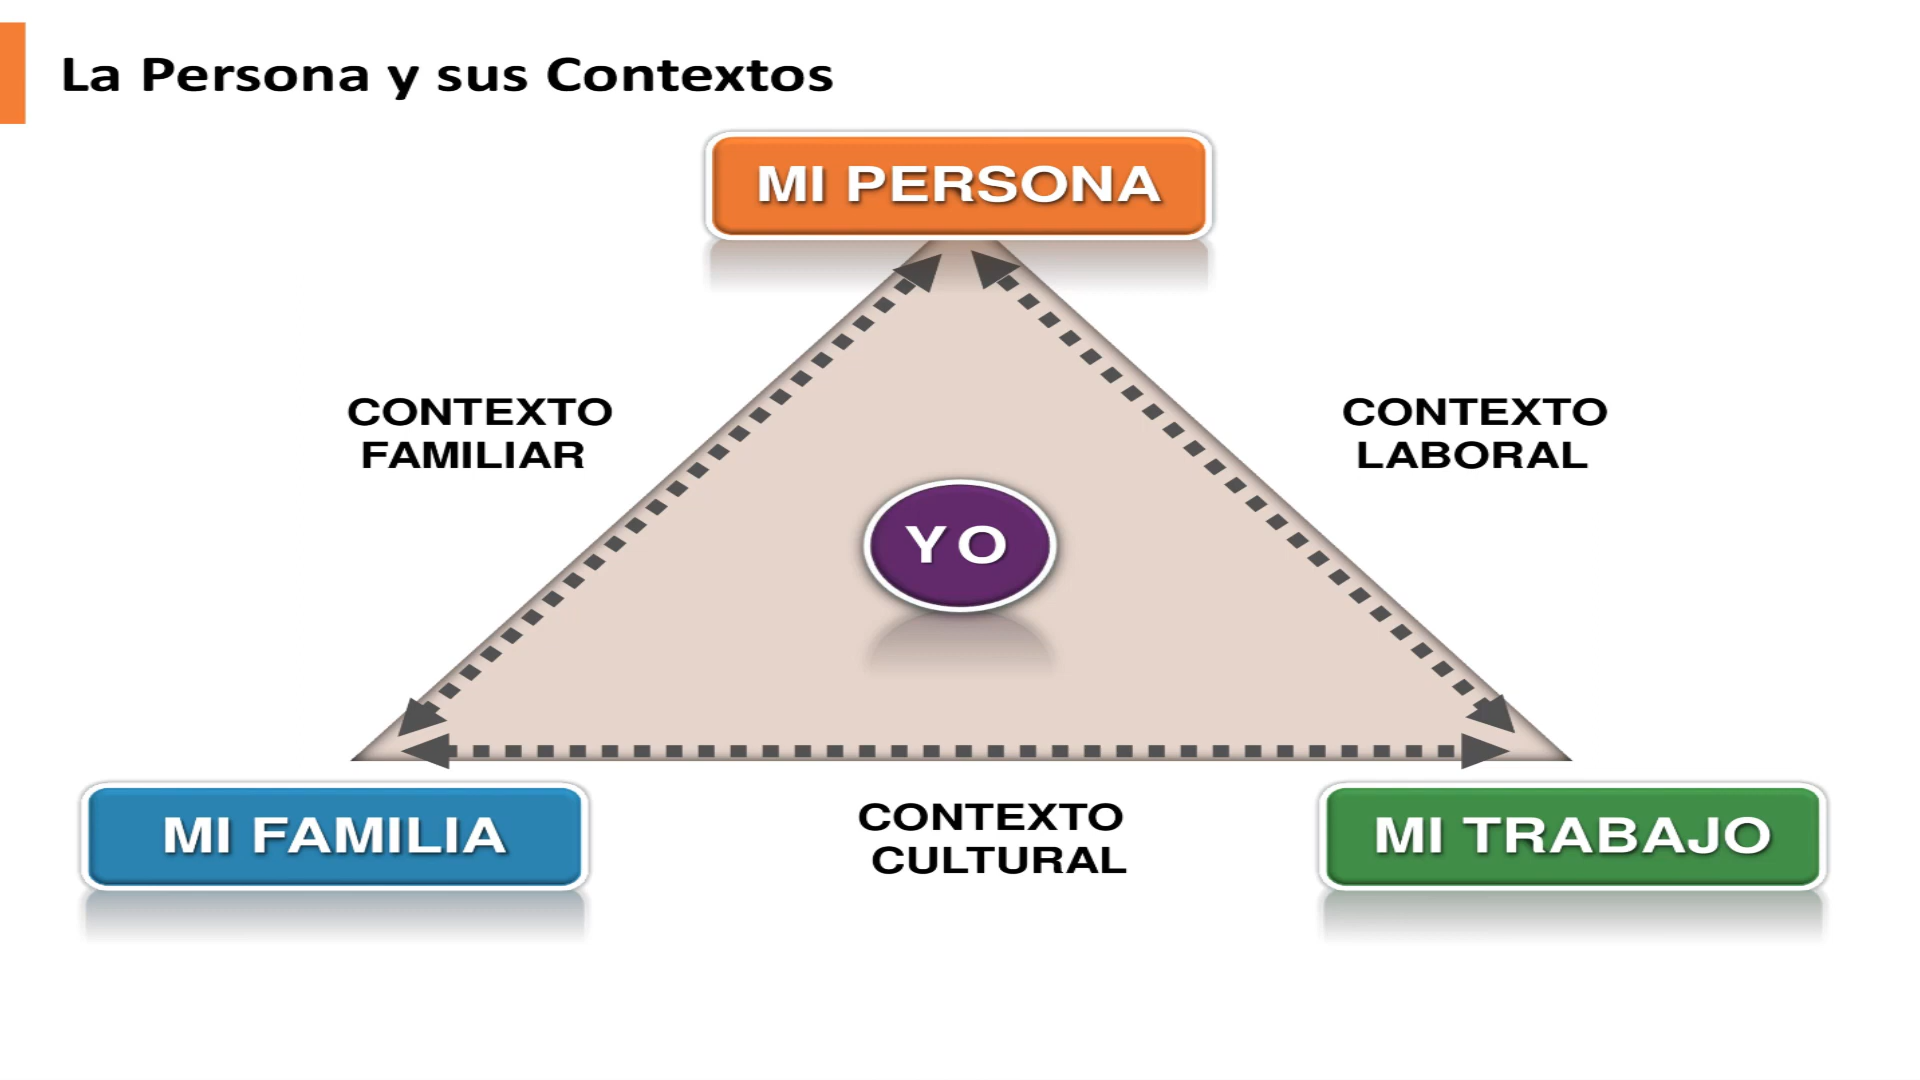 La Persona y sus Contextos
MI PERSONA
CONTEXTO
FAMILIAR
CONTEXTO
LABORAL
YO
MI FAMILIA
CONTEXTO
CULTURAL
MI TRABAJO